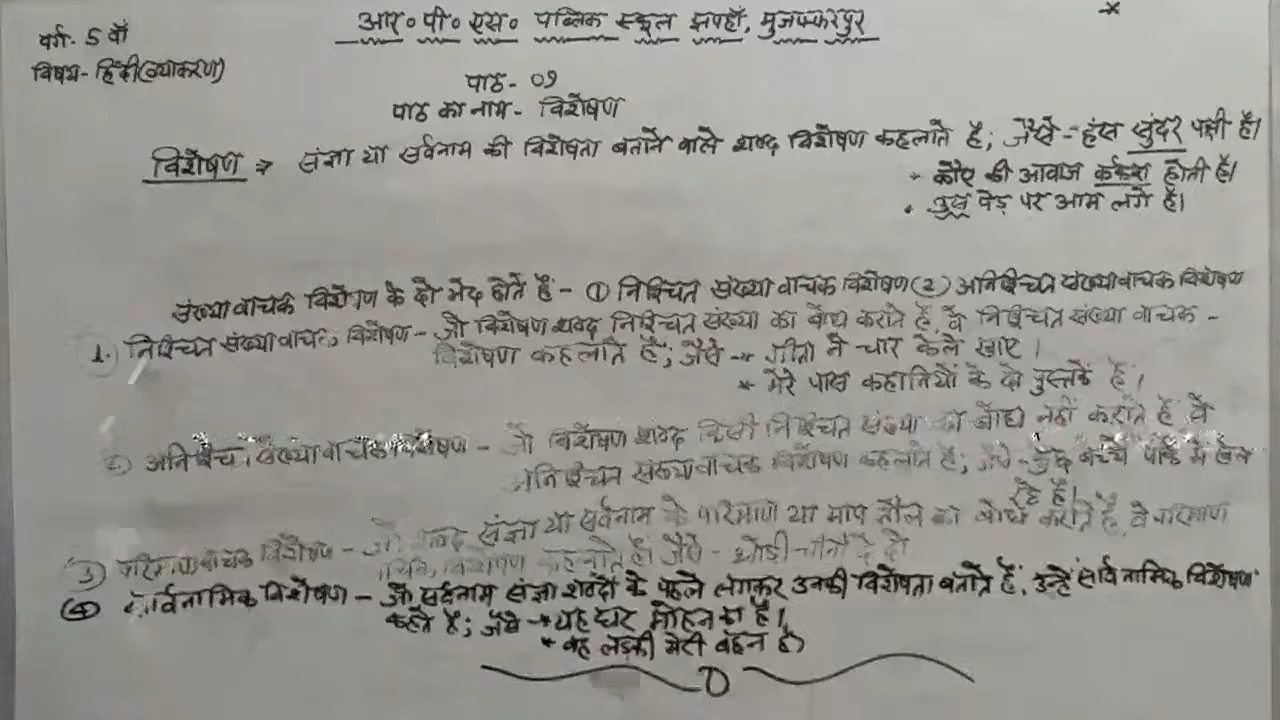 आर॰ पी॰ एस॰ पब्लिक स्कूल झपहाँ, मुजफ्फरपुर
वर्ग- 5 वाँ
विषय- हिंदी(व्याकरण)
पाठ- 09
पाठ का नाम- विशेषण
विशेषण → संज्ञा या सर्वनाम की विशेषता बताने वाले शब्द विशेषण कहलाते है; जैसे - हंस सुंदर पक्षी है।
* कौए की आवाज कर्कश होती है।
• उस पेड़ पर आम लगे है।
संख्यावाचक विशेषण के दो भेद होते है - ① निश्चित संख्यावाचक विशेषण (2) अनिश्चित संख्यावाचक विशेषण
1. निश्चित संख्यावाचक विशेषण - जो विशेषण शब्द निश्चित संख्या का बोध कराते है, वे निश्चित संख्या वाचक -
विशेषण कहलाते है; जैसे -* गीता ने चार केले खाए।
* मेरे पास कहानियों के दो पुस्तकें है।
2) अनिश्चित संख्यावाचक विशेषण - जो विशेषण शब्द किसी निश्चित संख्या का बोध नहीं कराते है वे
अनिश्चित संख्यावाचक विशेषण कहलाते है; जैसे - कुछ बच्चे पार्क में खेल
रहे है।
3) परिमाणवाचक विशेषण - जो शब्द संज्ञा या सर्वनाम के परिमाण या माप तौल का बोध कराते है, वे परिमाण
वाचक विशेषण कहलाते है। जैसे - थोड़ी चीनी दे दो
④ सार्वनामिक विशेषण - जो सर्वनाम संज्ञा शब्दों के पहले लगकर उनकी विशेषता बताते हैं, उन्हें सार्वनामिक विशेषण
कहते है; जैसे -* यह घर मोहन का है।
* वह लड़की मेरी बहन है